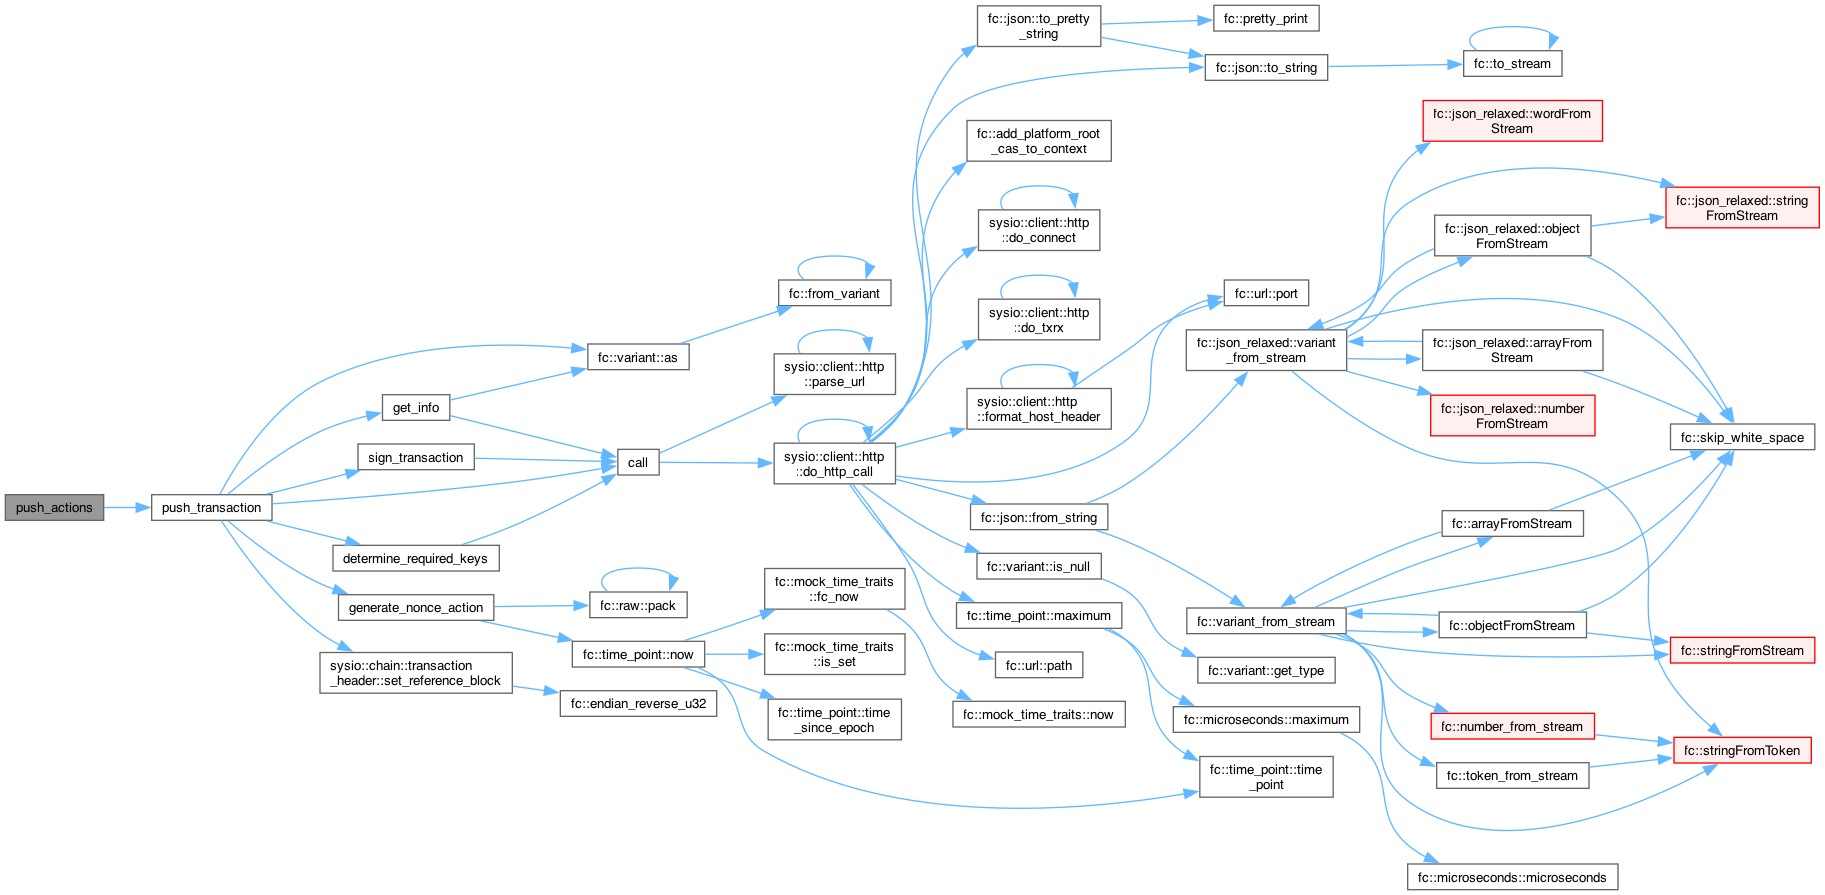 push_actions
push_transaction
get_info
sign_transaction
determine_required_keys
generate_nonce_action
sysio::chain::transaction
_header::set_reference_block
fc::variant::as
call
fc::raw::pack
fc::time_point::now
fc::endian_reverse_u32
fc::from_variant
sysio::client::http
::parse_url
sysio::client::http
::do_http_call
fc::mock_time_traits
::fc_now
fc::mock_time_traits
::is_set
fc::time_point::time
_since_epoch
fc::json::to_pretty
_string
fc::add_platform_root
_cas_to_context
sysio::client::http
::do_connect
sysio::client::http
::do_txrx
sysio::client::http
::format_host_header
fc::json::from_string
fc::variant::is_null
fc::time_point::maximum
fc::url::path
fc::mock_time_traits::now
fc::pretty_print
fc::json::to_string
fc::url::port
fc::json_relaxed::variant
_from_stream
fc::variant_from_stream
fc::variant::get_type
fc::microseconds::maximum
fc::time_point::time
_point
fc::to_stream
fc::json_relaxed::wordFrom
Stream
fc::json_relaxed::object
FromStream
fc::json_relaxed::arrayFrom
Stream
fc::json_relaxed::number
FromStream
fc::arrayFromStream
fc::objectFromStream
fc::number_from_stream
fc::token_from_stream
fc::microseconds::microseconds
fc::json_relaxed::string
FromStream
fc::skip_white_space
fc::stringFromStream
fc::stringFromToken